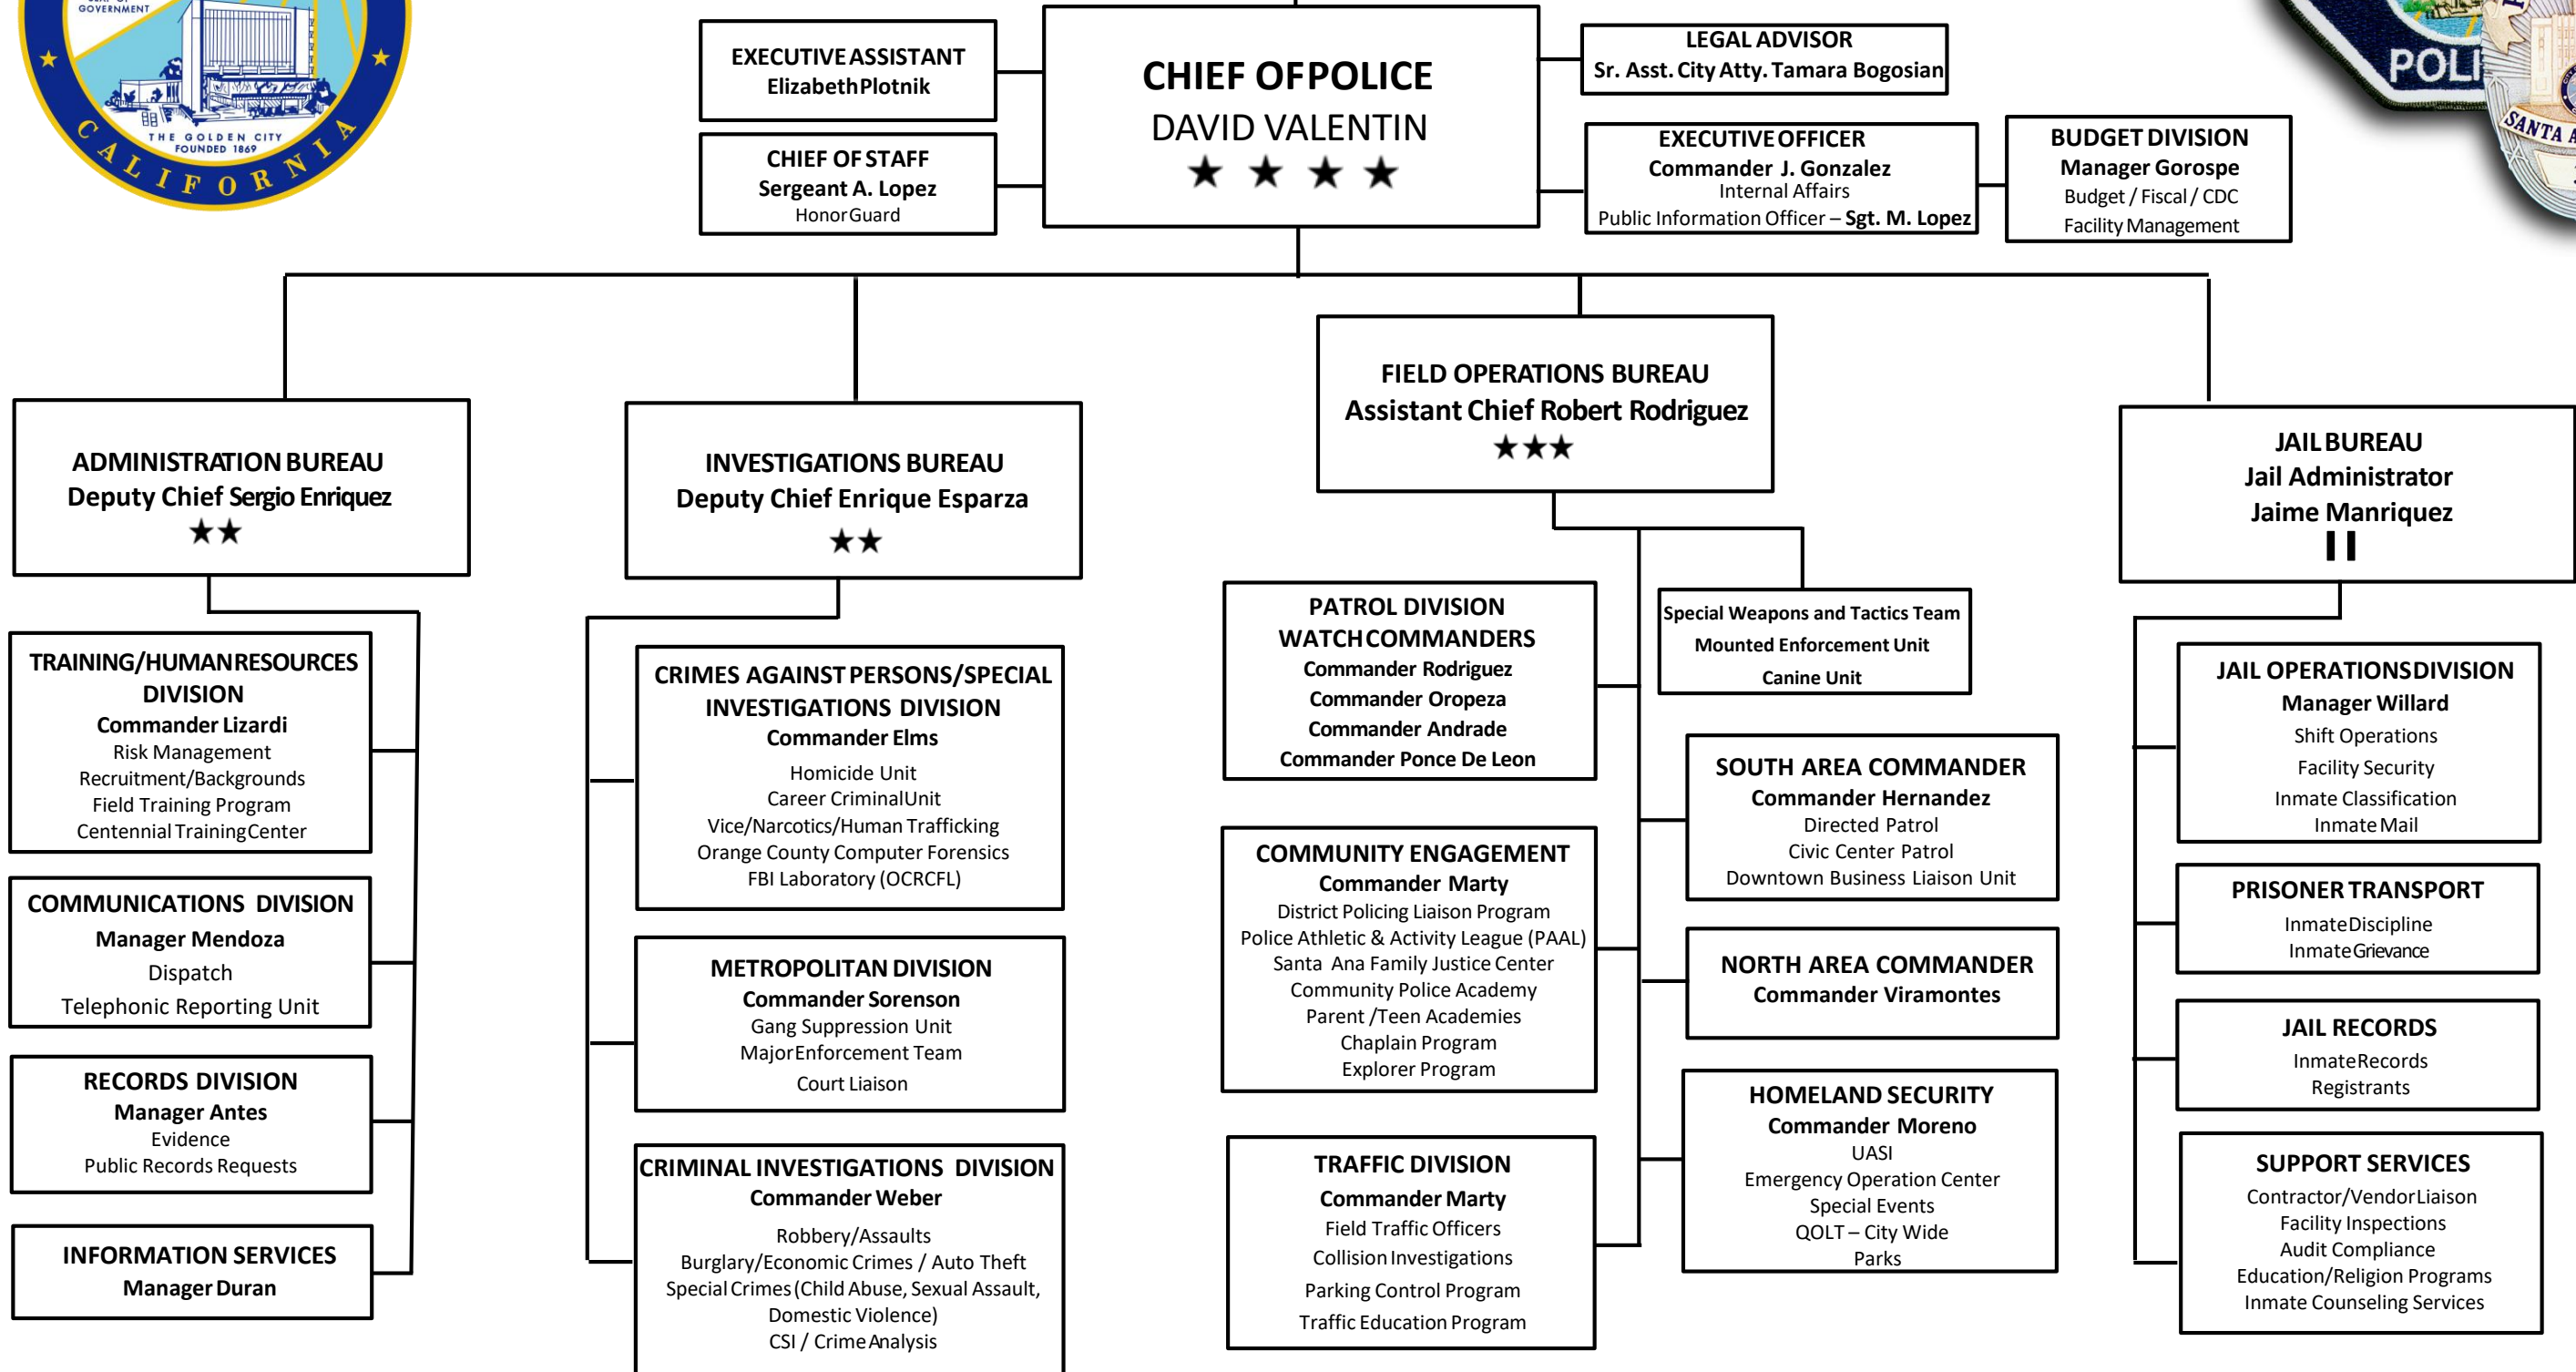 GOVERNMENT
THE GOLDEN CITY
FOUNDED 1869
CALIFORNIA
EXECUTIVE ASSISTANT
Elizabeth Plotnik
CHIEF OF STAFF
Sergeant A. Lopez
Honor Guard
CHIEF OF POLICE
DAVID VALENTIN
LEGAL ADVISOR
Sr. Asst. City Atty. Tamara Bogosian
EXECUTIVE OFFICER
Commander J. Gonzalez
Internal Affairs
Public Information Officer – Sgt. M. Lopez
BUDGET DIVISION
Manager Gorospe
Budget / Fiscal / CDC
Facility Management
POLI
SANTA A
ADMINISTRATION BUREAU
Deputy Chief Sergio Enriquez
TRAINING/HUMAN RESOURCES
DIVISION
Commander Lizardi
Risk Management
Recruitment/Backgrounds
Field Training Program
Centennial Training Center
COMMUNICATIONS DIVISION
Manager Mendoza
Dispatch
Telephonic Reporting Unit
RECORDS DIVISION
Manager Antes
Evidence
Public Records Requests
INFORMATION SERVICES
Manager Duran
INVESTIGATIONS BUREAU
Deputy Chief Enrique Esparza
CRIMES AGAINST PERSONS/SPECIAL
INVESTIGATIONS DIVISION
Commander Elms
Homicide Unit
Career Criminal Unit
Vice/Narcotics/Human Trafficking
Orange County Computer Forensics
FBI Laboratory (OCRCFL)
METROPOLITAN DIVISION
Commander Sorenson
Gang Suppression Unit
Major Enforcement Team
Court Liaison
CRIMINAL INVESTIGATIONS DIVISION
Commander Weber
Robbery/Assaults
Burglary/Economic Crimes / Auto Theft
Special Crimes (Child Abuse, Sexual Assault,
Domestic Violence)
CSI / Crime Analysis
FIELD OPERATIONS BUREAU
Assistant Chief Robert Rodriguez
PATROL DIVISION
WATCH COMMANDERS
Commander Rodriguez
Commander Oropeza
Commander Andrade
Commander Ponce De Leon
COMMUNITY ENGAGEMENT
Commander Marty
District Policing Liaison Program
Police Athletic & Activity League (PAAL)
Santa Ana Family Justice Center
Community Police Academy
Parent /Teen Academies
Chaplain Program
Explorer Program
TRAFFIC DIVISION
Commander Marty
Field Traffic Officers
Collision Investigations
Parking Control Program
Traffic Education Program
Special Weapons and Tactics Team
Mounted Enforcement Unit
Canine Unit
SOUTH AREA COMMANDER
Commander Hernandez
Directed Patrol
Civic Center Patrol
Downtown Business Liaison Unit
NORTH AREA COMMANDER
Commander Viramontes
HOMELAND SECURITY
Commander Moreno
UASI
Emergency Operation Center
Special Events
QOLT – City Wide
Parks
JAIL BUREAU
Jail Administrator
Jaime Manriquez
JAIL OPERATIONS DIVISION
Manager Willard
Shift Operations
Facility Security
Inmate Classification
Inmate Mail
PRISONER TRANSPORT
Inmate Discipline
Inmate Grievance
JAIL RECORDS
Inmate Records
Registrants
SUPPORT SERVICES
Contractor/Vendor Liaison
Facility Inspections
Audit Compliance
Education/Religion Programs
Inmate Counseling Services